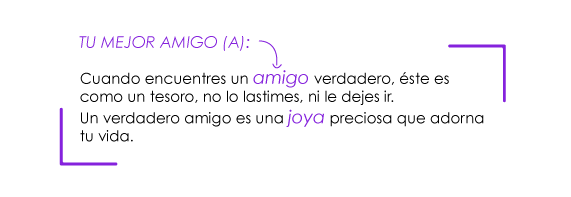 TU MEJOR AMIGO (A):
Cuando encuentres un amigo verdadero, éste es
como un tesoro, no lo lastimes, ni le dejes ir.
Un verdadero amigo es una joya preciosa que adorna
tu vida.